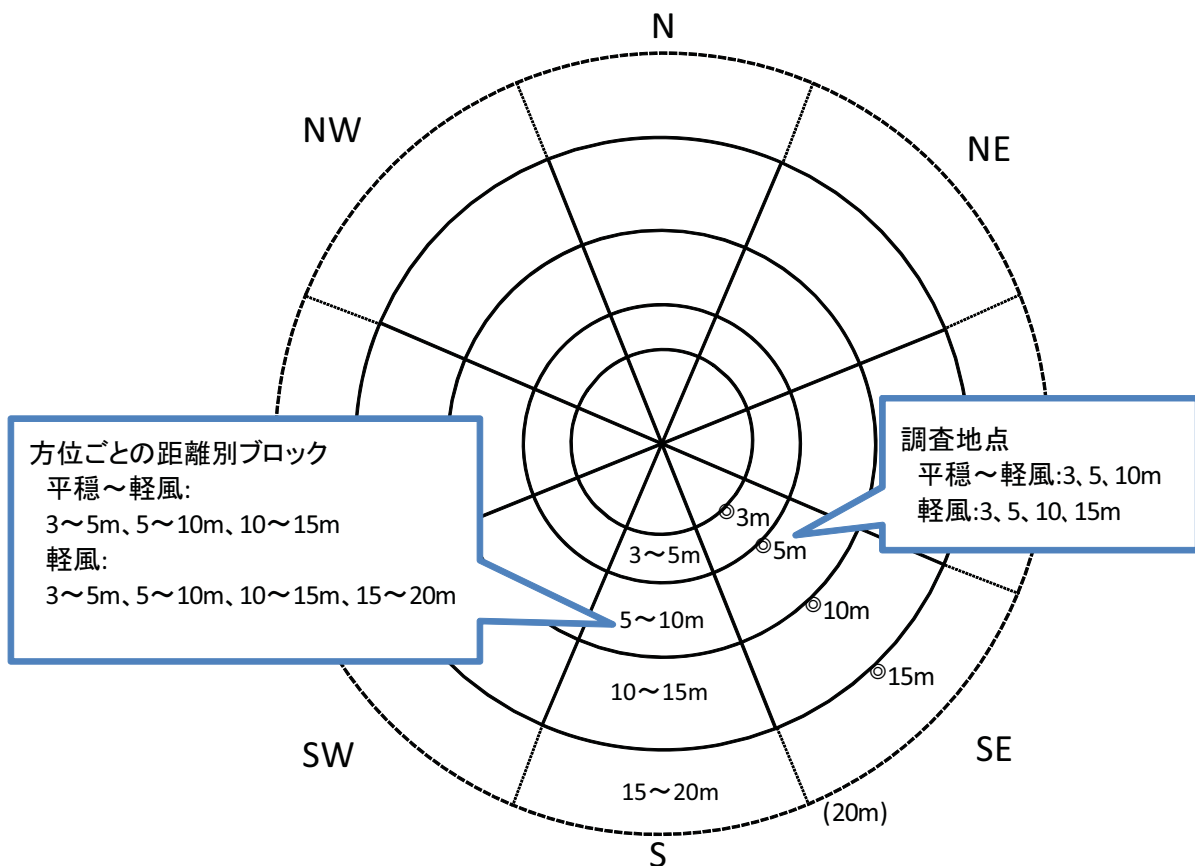 N
NW
NE
方位ごとの距離別ブロック
平穏～軽風:
3～5m、5～10m、10～15m
軽風:
3～5m、5～10m、10～15m、15～20m
調査地点
平穏～軽風:3、5、10m
軽風:3、5、10、15m
◎3m
3～5m
◎5m
5～10m
◎10m
10～15m
◎15m
SW
SE
15～20m
(20m)
S